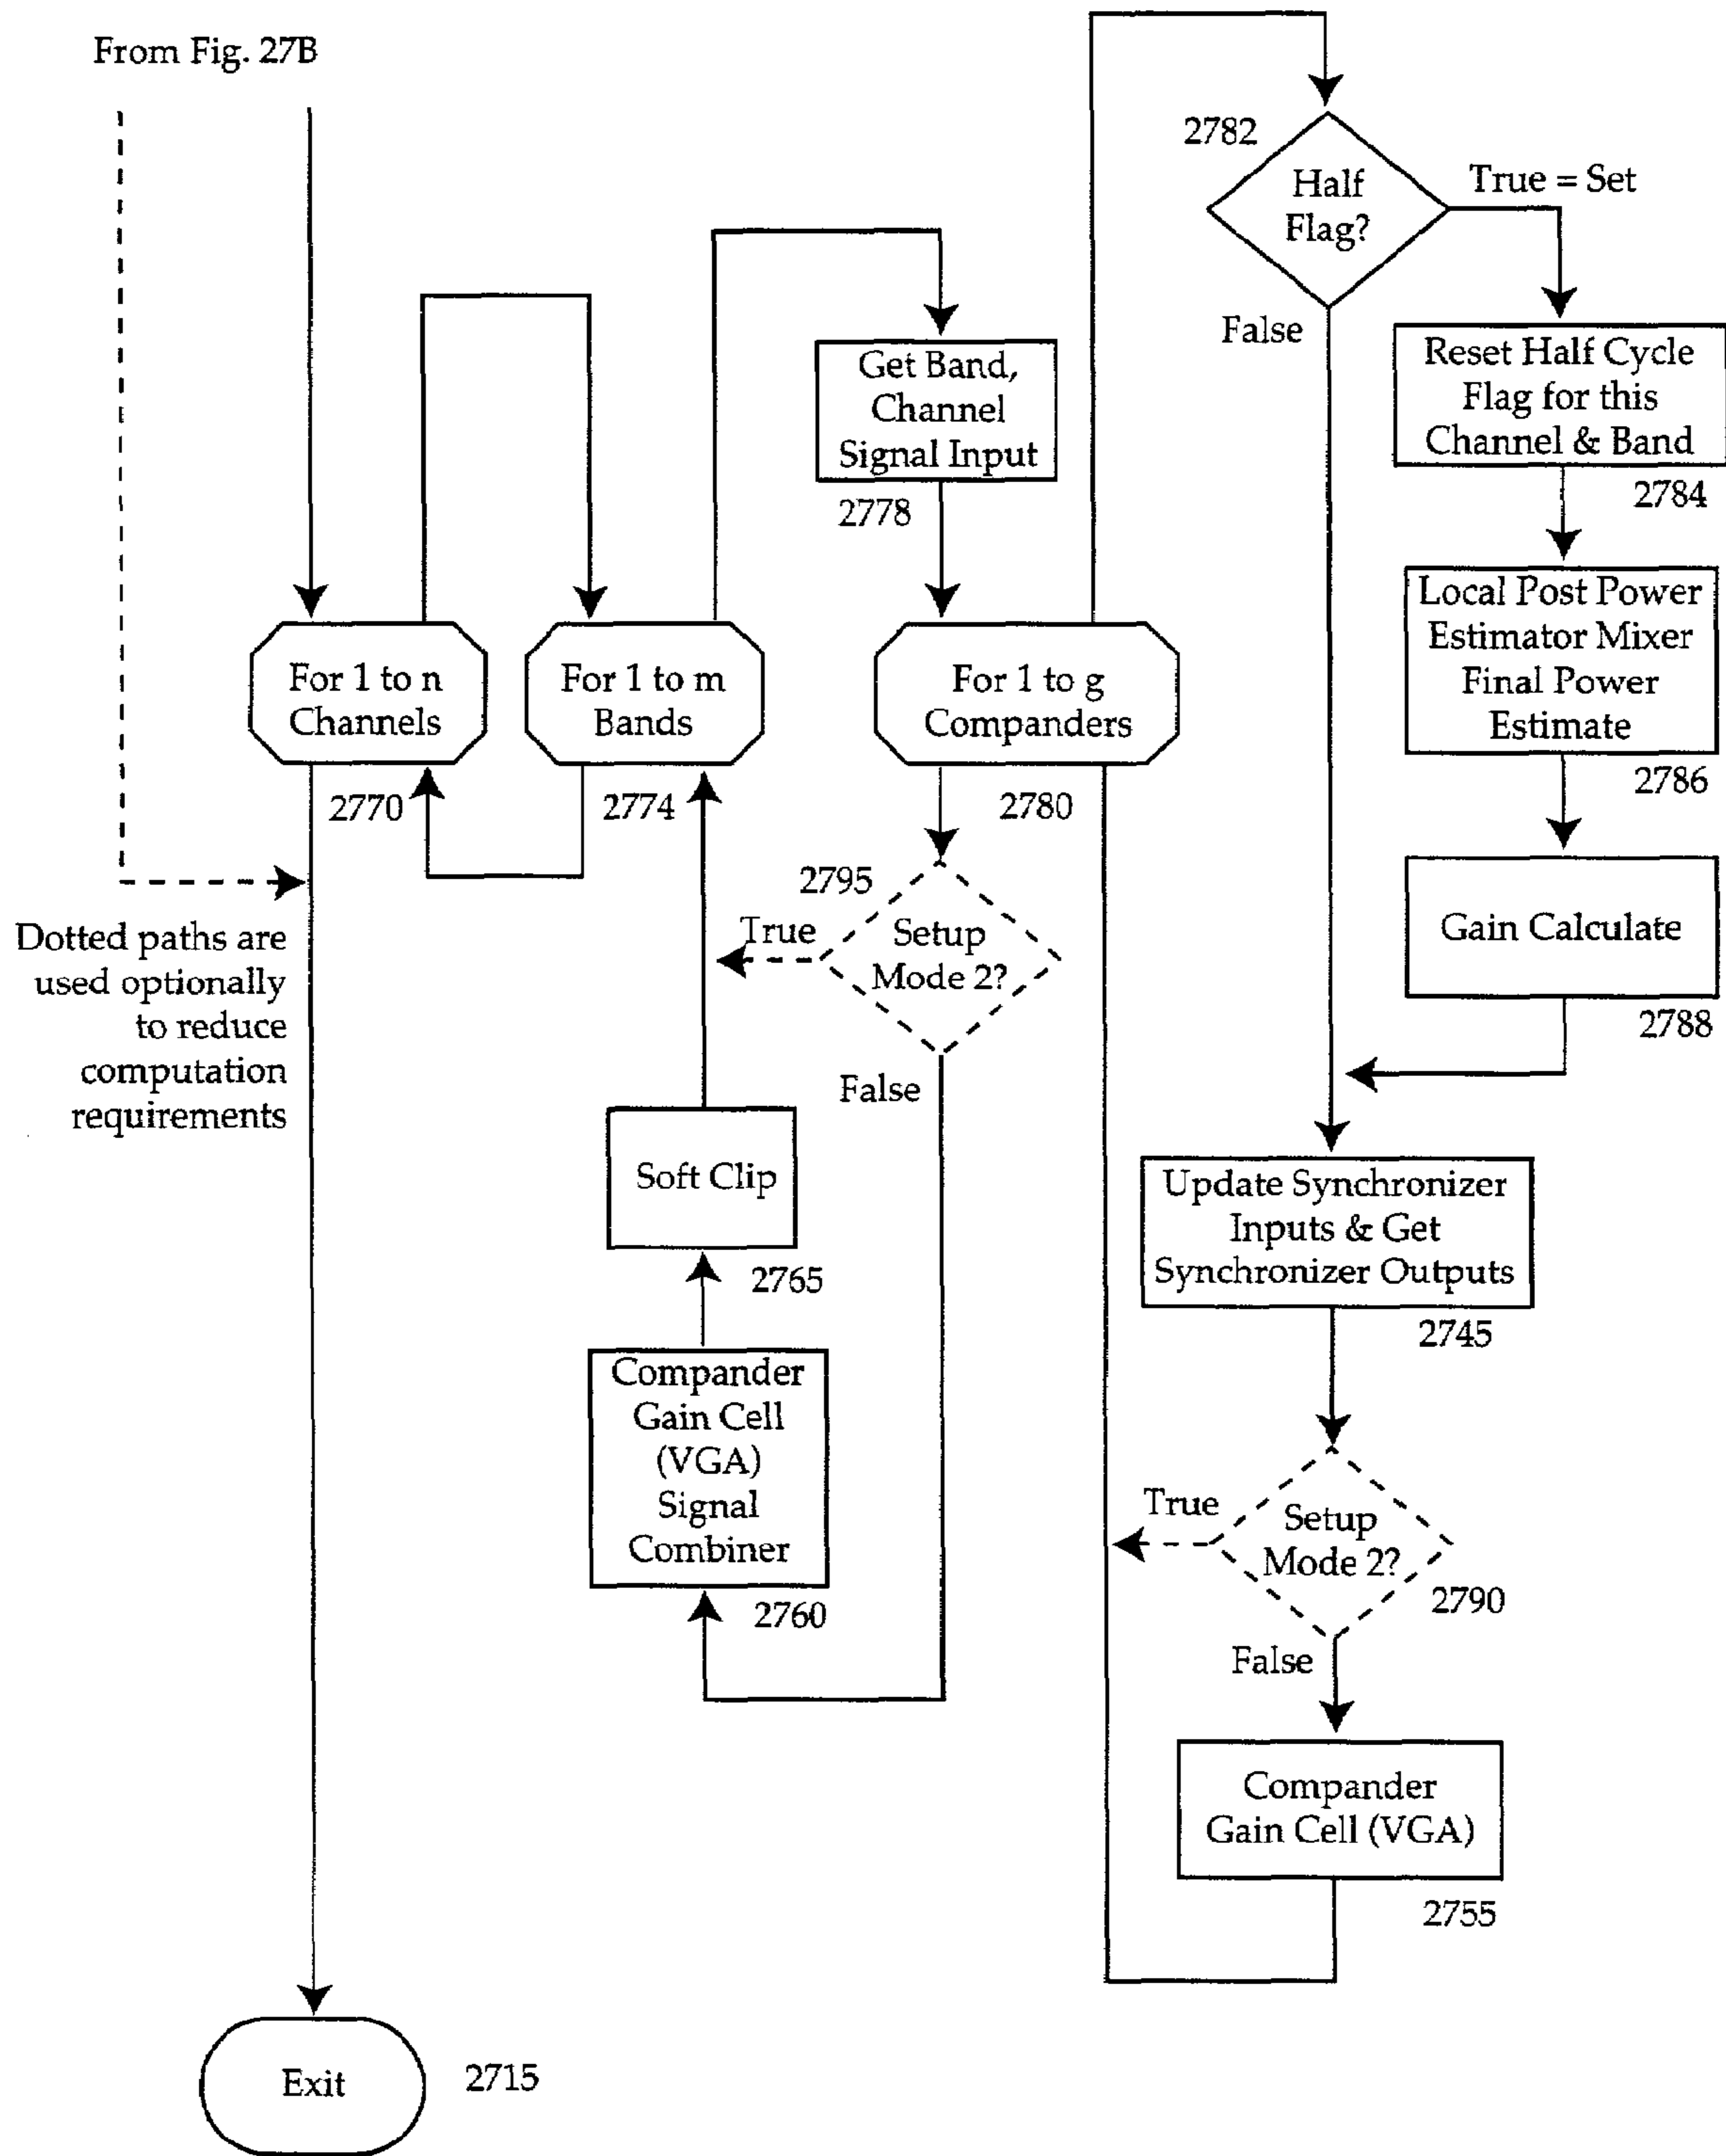 From Fig. 27B
2782
Half
Flag?
True = Set
False
Reset Half Cycle
Flag for this
Channel & Band
2784
Get Band,
Channel
Signal Input
2778
Local Post Power
Estimator Mixer
Final Power
Estimate
2786
For 1 to n
Channels
2770
For 1 to m
Bands
2774
For 1 to g
Companders
2780
2795
Setup
Mode 2?
True
False
Gain Calculate
2788
Dotted paths are
used optionally
to reduce
computation
requirements
Soft Clip
2765
Update Synchronizer
Inputs & Get
Synchronizer Outputs
2745
Compander
Gain Cell
(VGA)
Signal
Combiner
2760
True
Setup
Mode 2?
2790
False
Compander
Gain Cell (VGA)
2755
Exit
2715